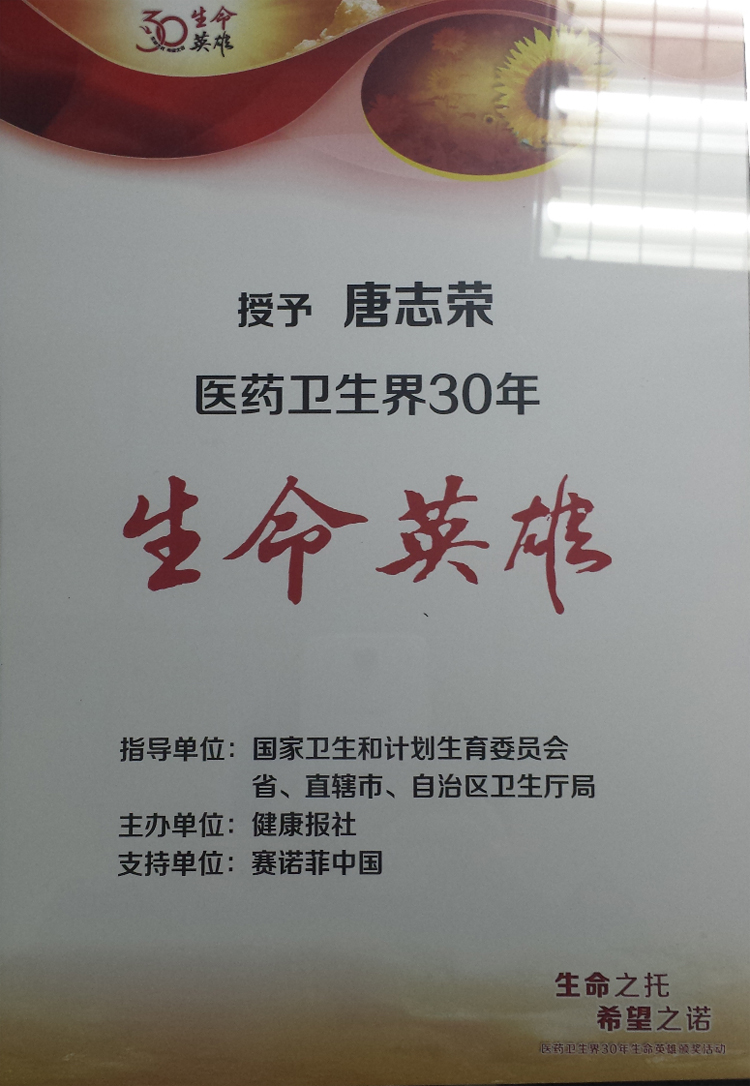 30 生命
英雄
授予 唐志荣
医药卫生界30年
生命英雄
指导单位：国家卫生和计划生育委员会
省、直辖市、自治区卫生厅局
主办单位：健康报社
支持单位：赛诺菲中国
生命之托
希望之诺
医药卫生界30年生命英雄颁奖活动